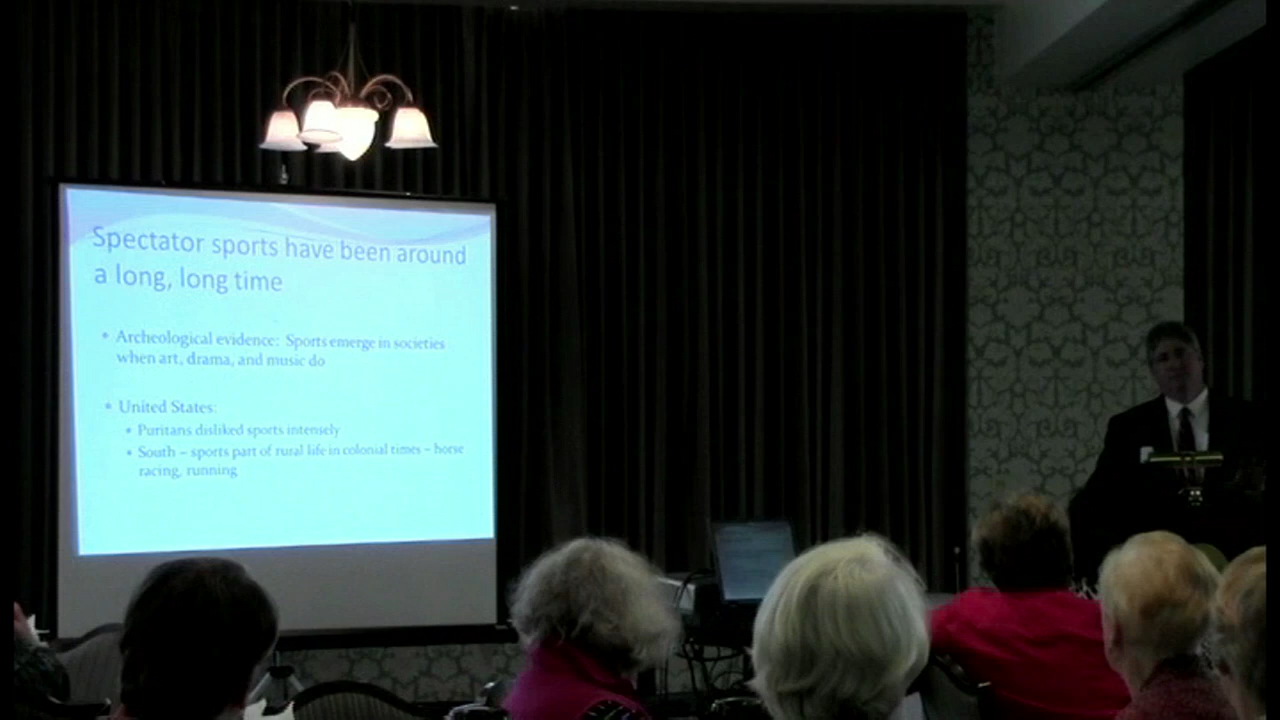 Spectator sports have been around
a long, long time
• Archeological evidence: Sports emerge in societies
when art, drama, and music do
• United States:
• Puritans disliked sports intensely
• South – sports part of rural life in colonial times – horse
racing, running